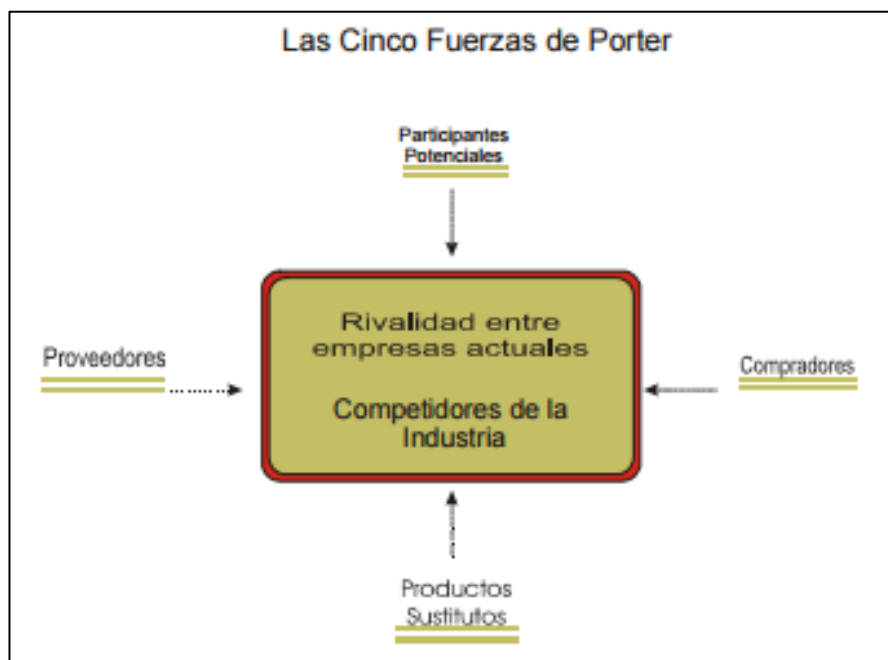 Las Cinco Fuerzas de Porter
Participantes
Potenciales
Rivalidad entre
empresas actuales
Competidores de la
Industria
Proveedores
Compradores
Productos
Sustitutos